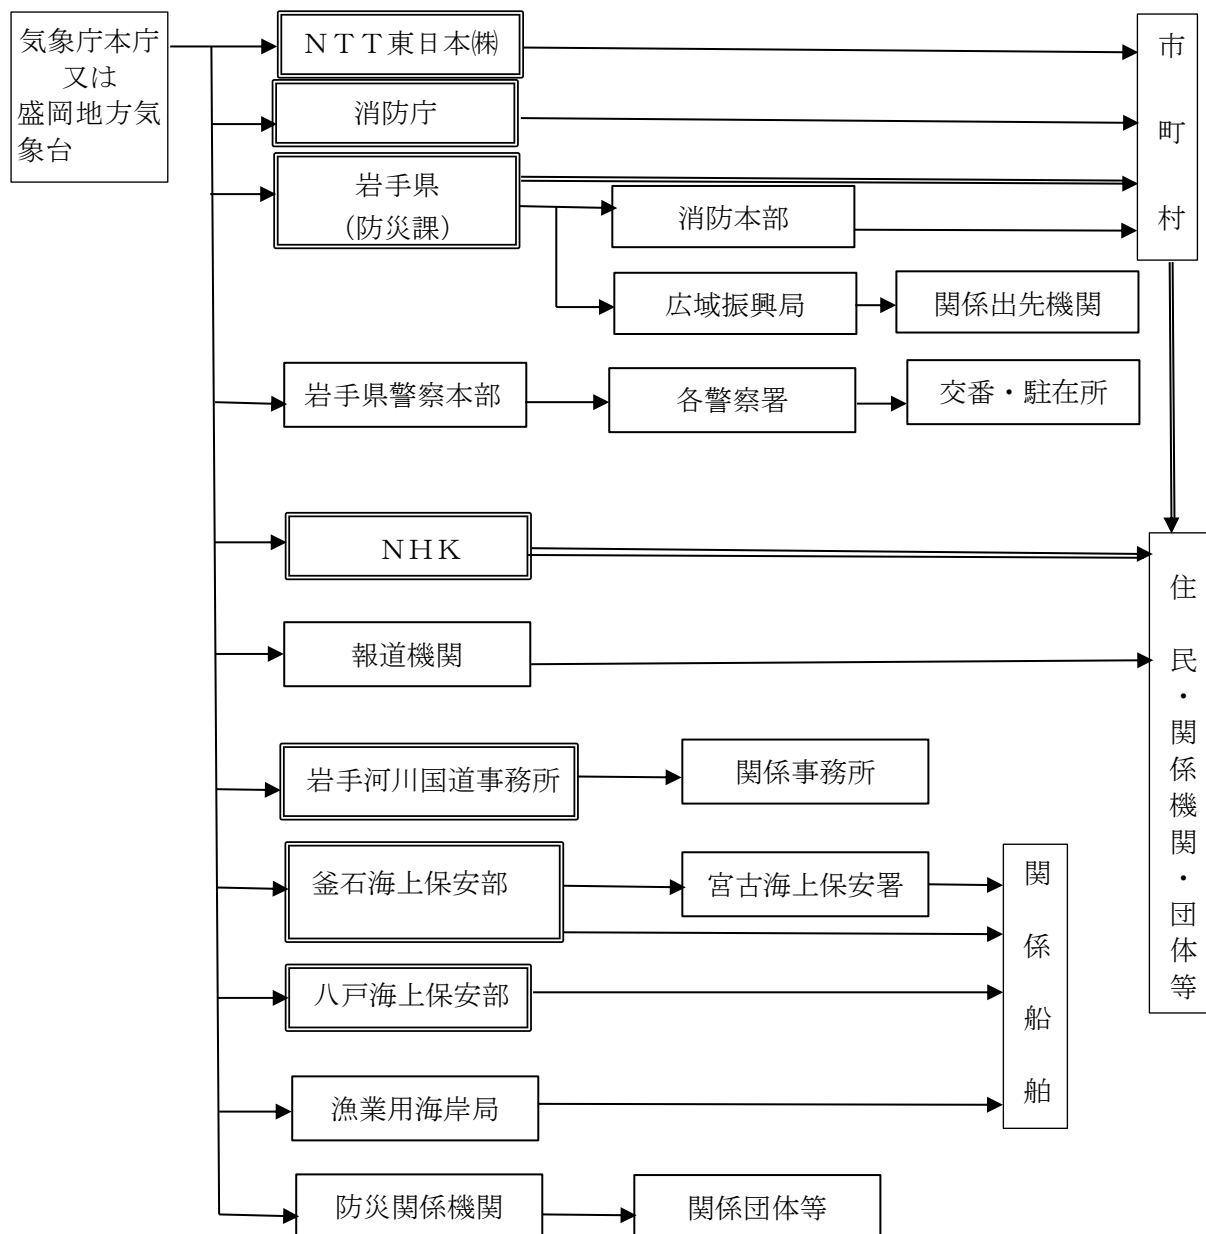 気象庁本庁
又は
盛岡地方気
象台
ＮＴＴ東日本㈱
消防庁
岩手県
（防災課）
消防本部
広域振興局
関係出先機関
市町村
岩手県警察本部
各警察署
交番・駐在所
ＮＨＫ
報道機関
住民・関係機関・団体等
岩手河川国道事務所
関係事務所
釜石海上保安部
宮古海上保安署
関係船舶
八戸海上保安部
漁業用海岸局
防災関係機関
関係団体等